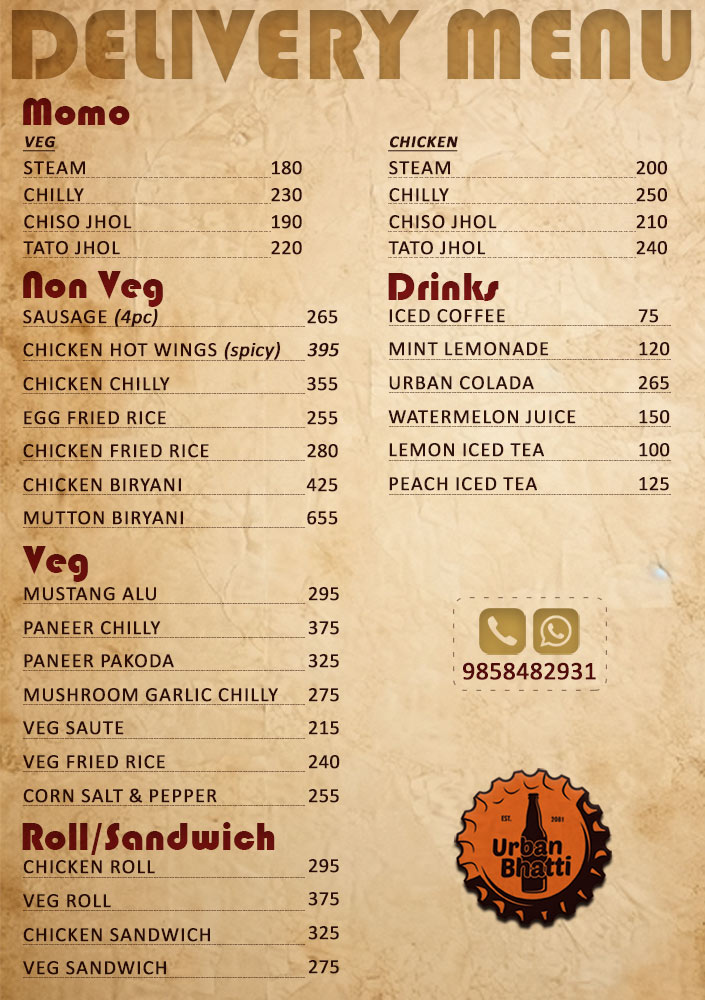 DELIVERY MENU
Momo
VEG
STEAM 180
CHILLY 230
CHISO JHOL 190
TATO JHOL 220
CHICKEN
STEAM 200
CHILLY 250
CHISO JHOL 210
TATO JHOL 240
Non Veg
SAUSAGE (4pc) 265
CHICKEN HOT WINGS (spicy) 395
CHICKEN CHILLY 355
EGG FRIED RICE 255
CHICKEN FRIED RICE 280
CHICKEN BIRYANI 425
MUTTON BIRYANI 655
Drinks
ICED COFFEE 75
MINT LEMONADE 120
URBAN COLADA 265
WATERMELON JUICE 150
LEMON ICED TEA 100
PEACH ICED TEA 125
Veg
MUSTANG ALU 295
PANEER CHILLY 375
PANEER PAKODA 325
MUSHROOM GARLIC CHILLY 275
VEG SAUTE 215
VEG FRIED RICE 240
CORN SALT & PEPPER 255
Roll/Sandwich
CHICKEN ROLL 295
VEG ROLL 375
CHICKEN SANDWICH 325
VEG SANDWICH 275
9858482931
EST. 2081
Urban
Bhatti